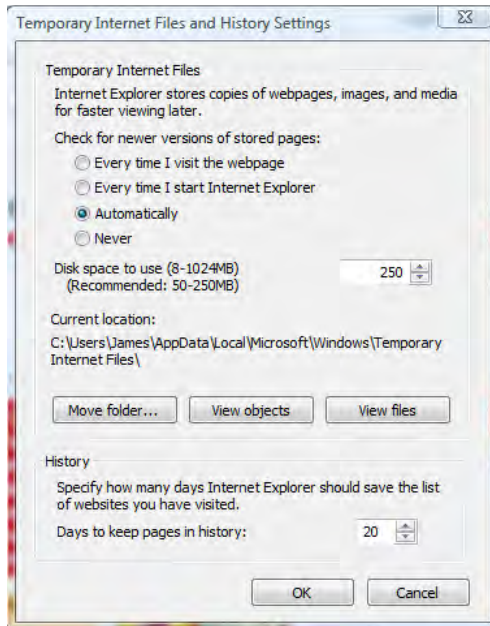 Temporary Internet Files and History Settings
Temporary Internet Files
Internet Explorer stores copies of webpages, images, and media
for faster viewing later.
Check for newer versions of stored pages:
Every time I visit the webpage
Every time I start Internet Explorer
Automatically
Never
Disk space to use (8-1024MB) 250
(Recommended: 50-250MB)
Current location:
C:\Users\James\AppData\Local\Microsoft\Windows\Temporary
Internet Files\
Move folder... View objects View files
History
Specify how many days Internet Explorer should save the list
of websites you have visited.
Days to keep pages in history: 20
OK Cancel